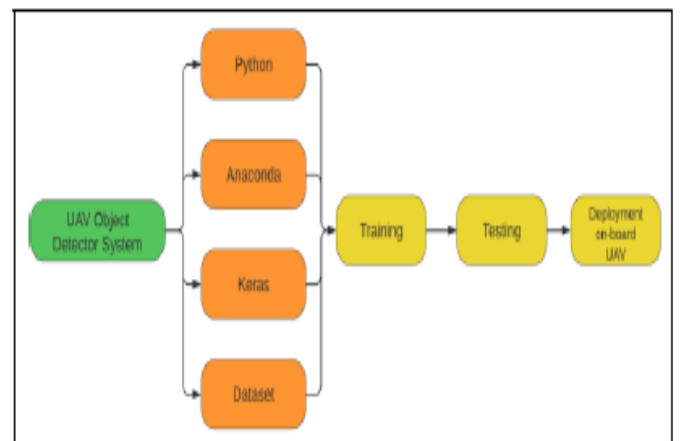 Python
Anaconda
UAV Object
Detector System
Keras
Dataset
Training
Testing
Deployment
on-board
UAV